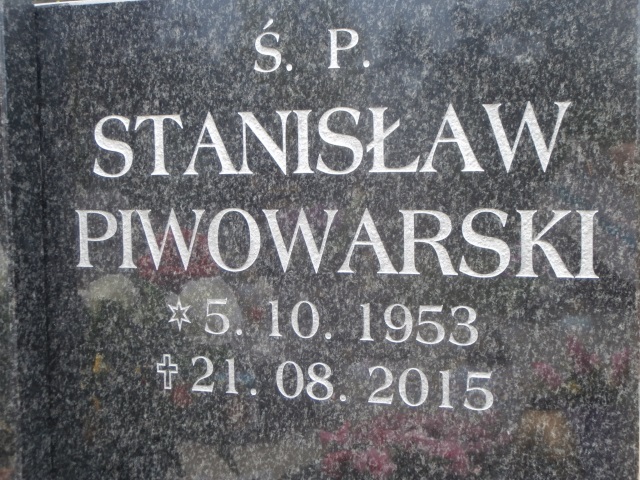 Ś. P.
STANISŁAW
PIWOWARSKI
✡ 5. 10. 1953
✝ 21. 08. 2015